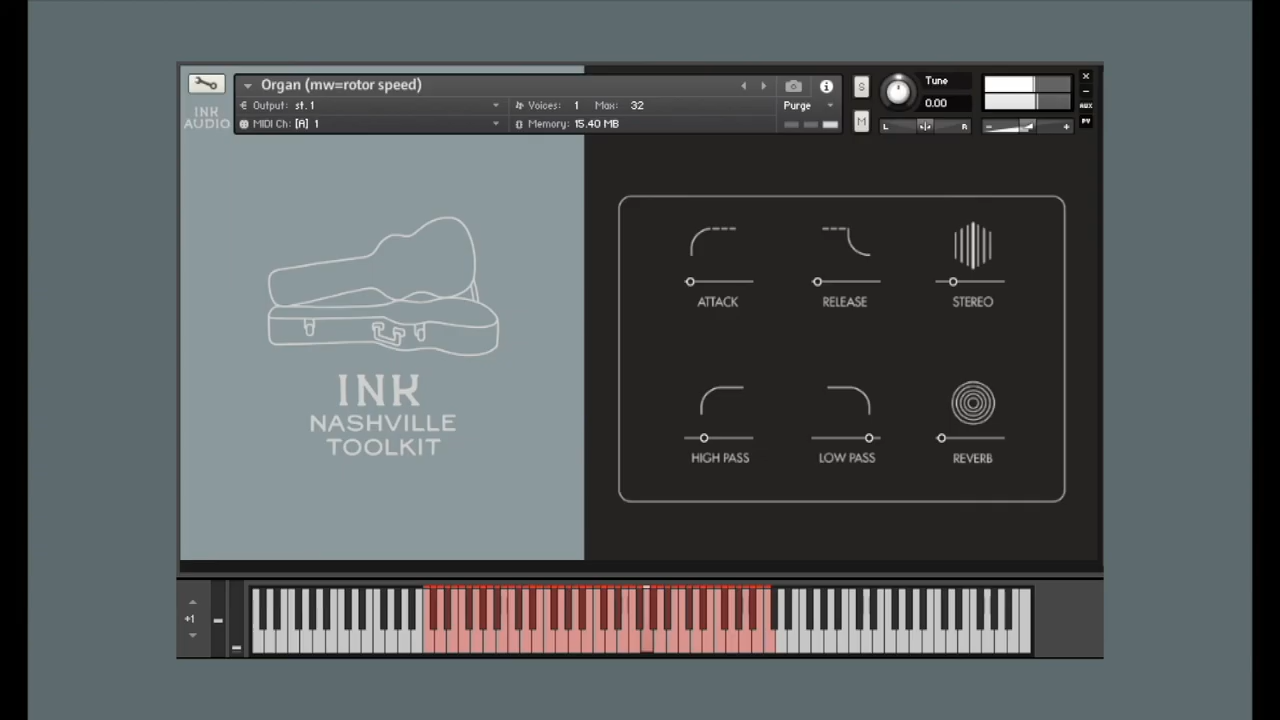 Organ (mw=rotor speed)
Output: st. 1
Voices: 1 Max: 32
Purge
MIDI Ch: [A] 1
Memory: 15.40 MB
S
M
Tune
0.00
L R
- +
AUX
PV
INK
AUDIO
INK
NASHVILLE
TOOLKIT
ATTACK
RELEASE
STEREO
HIGH PASS
LOW PASS
REVERB
+1